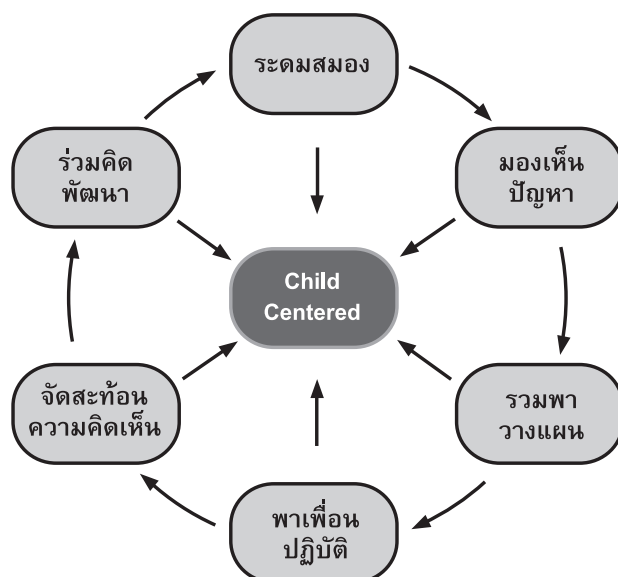 ระดมสมอง
มองเห็น
ปัญหา
รวมพา
วางแผน
พาเพื่อน
ปฏิบัติ
จัดสะท้อน
ความคิดเห็น
ร่วมคิด
พัฒนา
Child
Centered